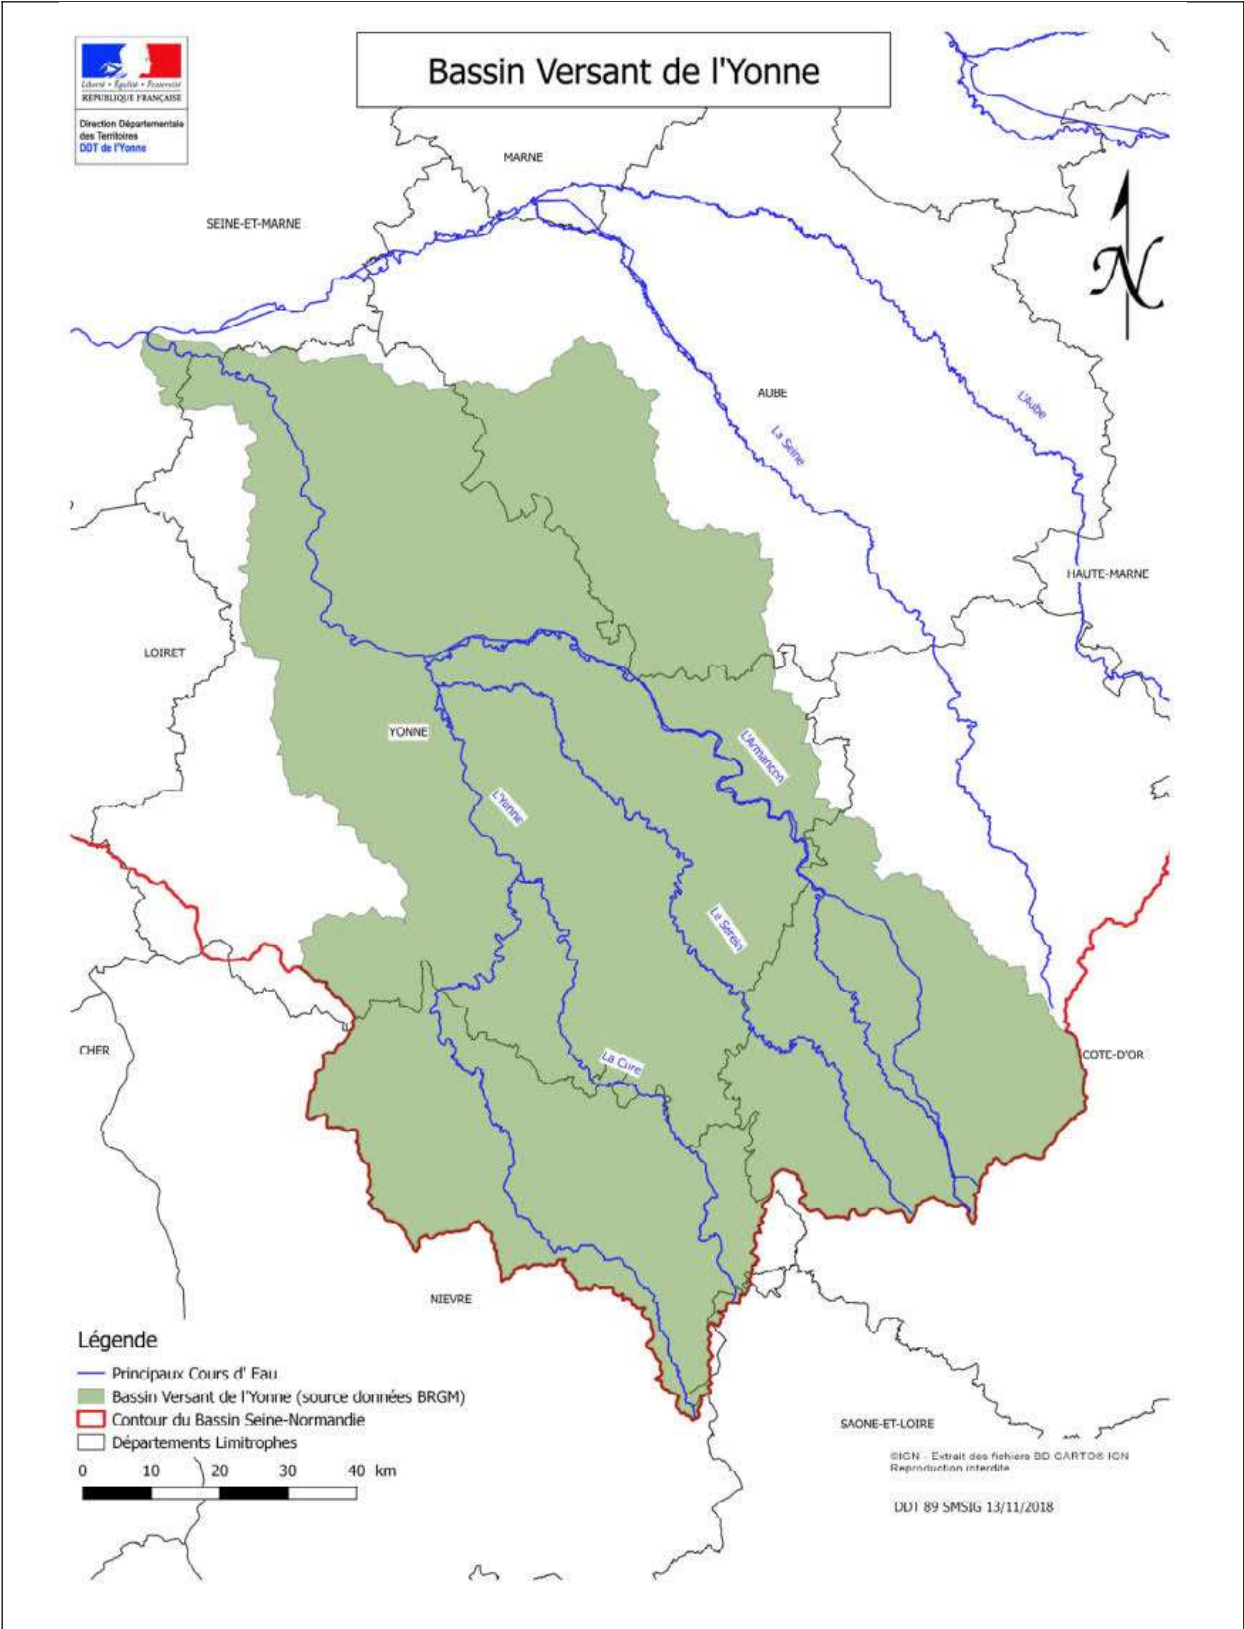 Bassin Versant de l'Yonne
Liberté • Égalité • Fraternité
RÉPUBLIQUE FRANÇAISE
Direction Départementale
des Territoires
DDT de l'Yonne
MARNE
SEINE-ET-MARNE
N
AUBE
L'Aube
La Seine
HAUTE-MARNE
LOIRET
YONNE
L'Armancon
L'Yonne
Le Serein
La Cure
CHER
COTE-D'OR
NIEVRE
SAONE-ET-LOIRE
Légende
Principaux Cours d' Eau
Bassin Versant de l'Yonne (source données BRGM)
Contour du Bassin Seine-Normandie
Départements Limitrophes
0 10 20 30 40 km
©IGN - Extrait des fichiers BD CARTO® IGN
Reproduction interdite
DDT 89 SMSIG 13/11/2018